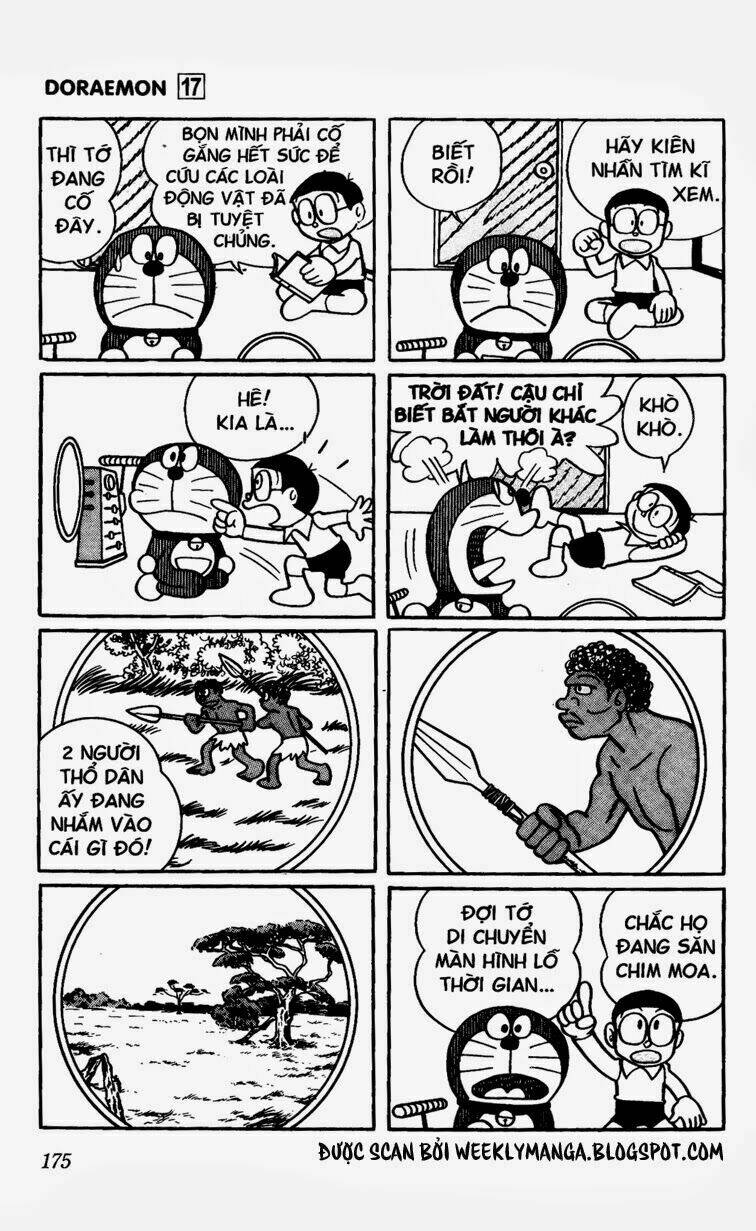 DORAEMON 17
HÃY KIÊN
NHẪN TÌM KĨ
XEM.
BIẾT
RỒI!
BỌN MÌNH PHẢI CỐ
GẮNG HẾT SỨC ĐỂ
CỨU CÁC LOÀI
ĐỘNG VẬT ĐÃ
BỊ TUYỆT
CHỦNG.
THÌ TỚ
ĐANG
CỐ
ĐÂY.
KHÒ
KHÒ.
TRỜI ĐẤT! CẬU CHỈ
BIẾT BẮT NGƯỜI KHÁC
LÀM THÔI À?
HÊ!
KIA LÀ...
2 NGƯỜI
THỔ DÂN
ẤY ĐANG
NHẮM VÀO
CÁI GÌ ĐÓ!
CHẮC HỌ
ĐANG SĂN
CHIM MOA.
ĐỢI TỚ
DI CHUYỂN
MÀN HÌNH LỖ
THỜI GIAN...
175
ĐƯỢC SCAN BỞI WEEKLYMANGA.BLOGSPOT.COM